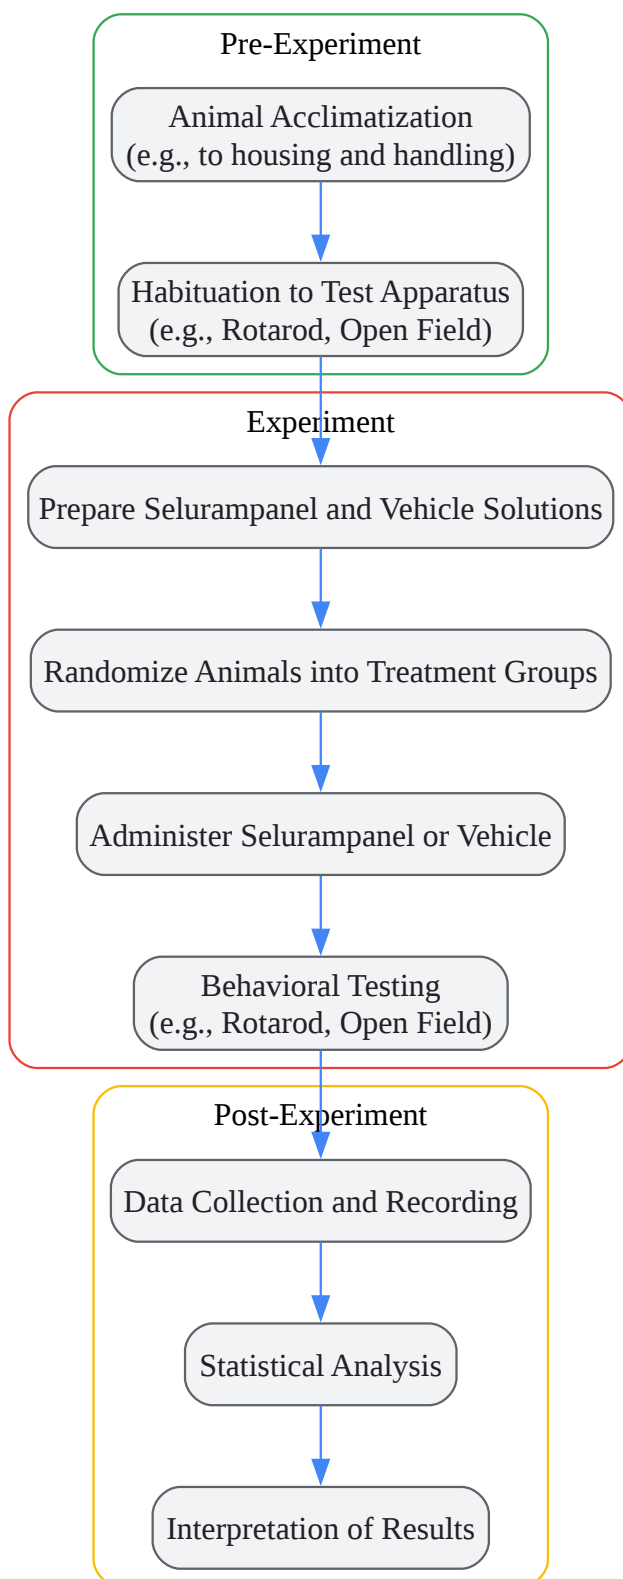 Pre-Experiment
Animal Acclimatization
(e.g., to housing and handling)
Habituation to Test Apparatus
(e.g., Rotarod, Open Field)
Experiment
Prepare Selurampanel and Vehicle Solutions
Randomize Animals into Treatment Groups
Administer Selurampanel or Vehicle
Behavioral Testing
(e.g., Rotarod, Open Field)
Post-Experiment
Data Collection and Recording
Statistical Analysis
Interpretation of Results